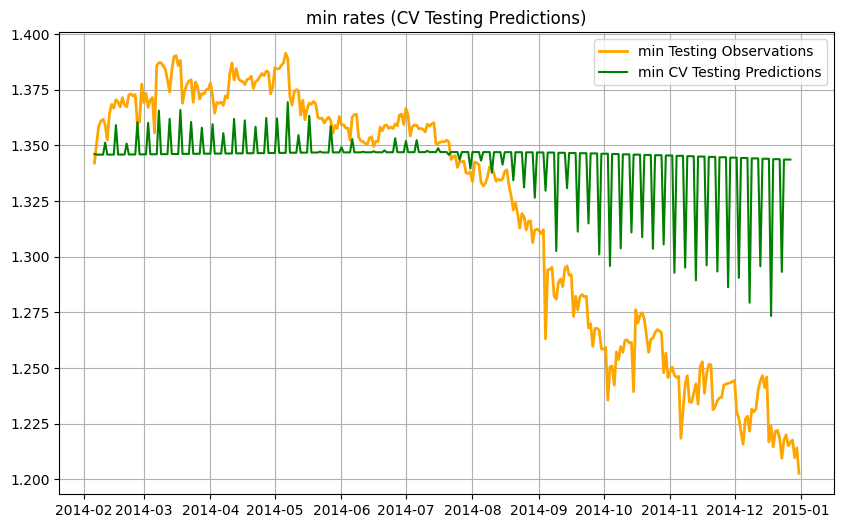 min rates (CV Testing Predictions)
min Testing Observations
min CV Testing Predictions
1.400
1.375
1.350
1.325
1.300
1.275
1.250
1.225
1.200
2014-02 2014-03 2014-04 2014-05 2014-06 2014-07 2014-08 2014-09 2014-10 2014-11 2014-12 2015-01